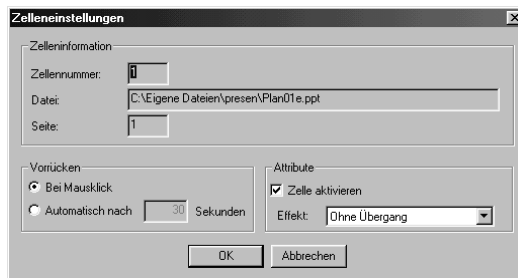 Zelleneinstellungen
Zelleninformation
Zellennummer: 1
Datei: C:\Eigene Dateien\presen\Plan01e.ppt
Seite: 1
Vorrücken
Bei Mausklick
Automatisch nach 30 Sekunden
Attribute
Zelle aktivieren
Effekt: Ohne Übergang
OK Abbrechen